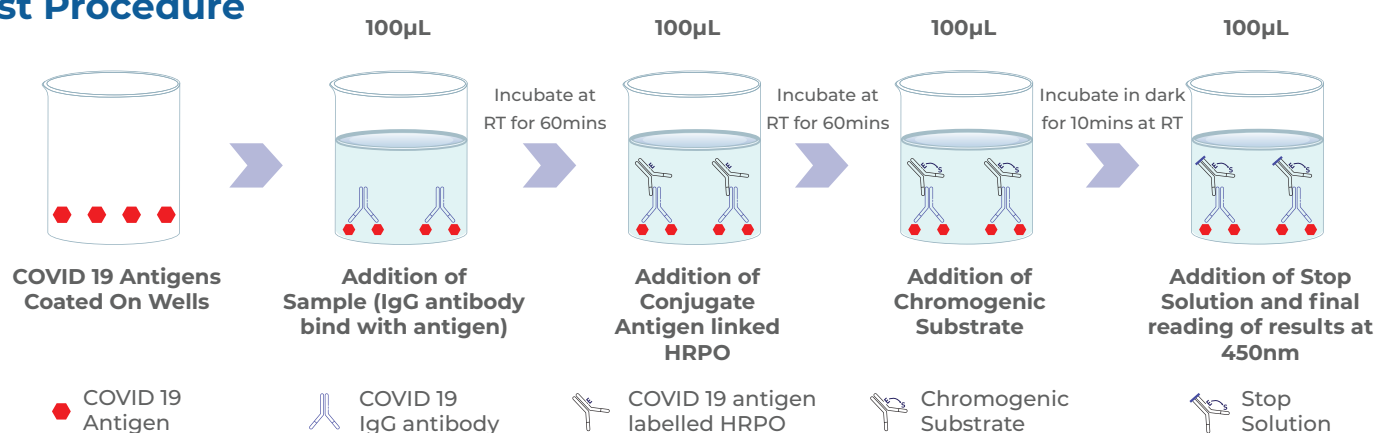 st Procedure
100µL
100µL
100µL
100µL
Incubate at
RT for 60mins
Incubate at
RT for 60mins
Incubate in dark
for 10mins at RT
COVID 19 Antigens
Coated On Wells
Addition of
Sample (IgG antibody
bind with antigen)
Addition of
Conjugate
Antigen linked
HRPO
Addition of
Chromogenic
Substrate
Addition of Stop
Solution and final
reading of results at
450nm
COVID 19
Antigen
COVID 19
IgG antibody
COVID 19 antigen
labelled HRPO
Chromogenic
Substrate
Stop
Solution